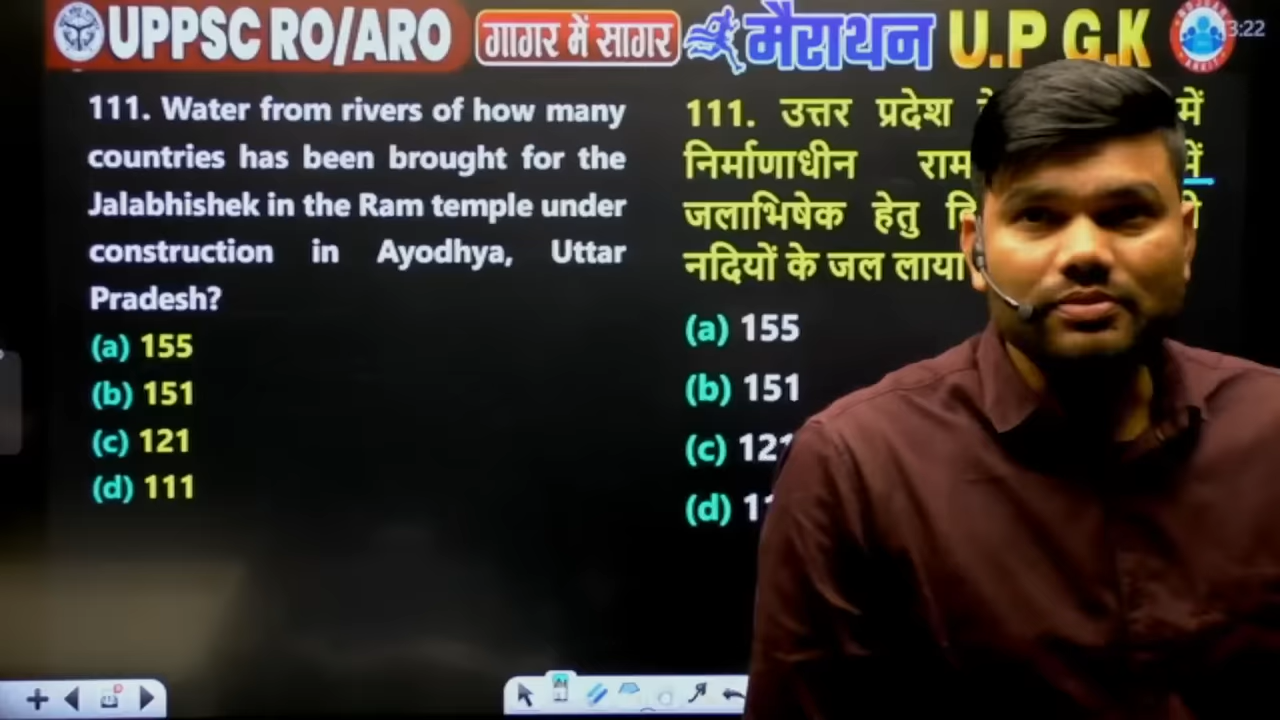 UPPSC RO/ARO गागर में सागर मैराथन U.P G.K 3:22
111. Water from rivers of how many
countries has been brought for the
Jalabhishek in the Ram temple under
construction in Ayodhya, Uttar
Pradesh?
(a) 155
(b) 151
(c) 121
(d) 111
111. उत्तर प्रदेश में
निर्माणाधीन राम में
जलाभिषेक हेतु
नदियों के जल लाया
(a) 155
(b) 151
(c) 121
(d)